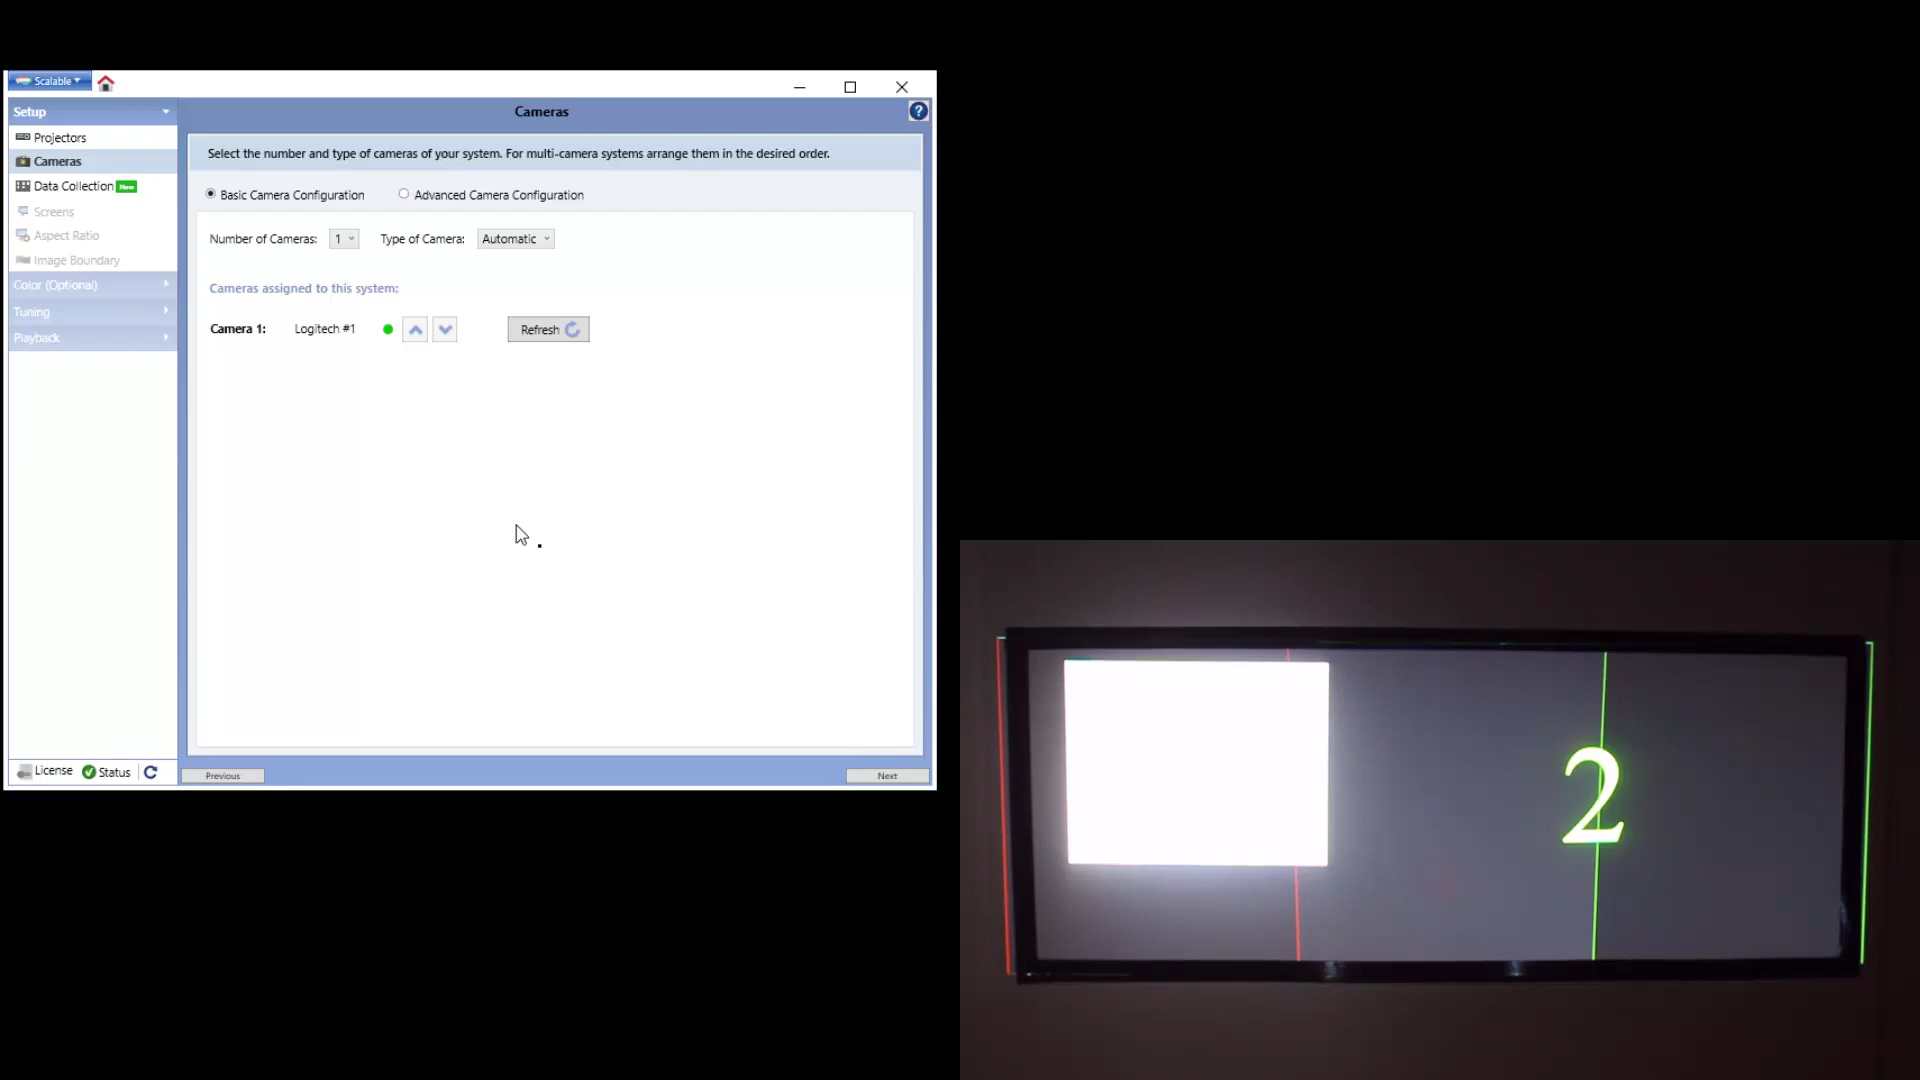 Scalable
Setup
Cameras
?
Projectors
Cameras
Data Collection New
Screens
Aspect Ratio
Image Boundary
Color (Optional)
Tuning
Playback
Select the number and type of cameras of your system. For multi-camera systems arrange them in the desired order.
Basic Camera Configuration
Advanced Camera Configuration
Number of Cameras: 1
Type of Camera: Automatic
Cameras assigned to this system:
Camera 1: Logitech #1
Refresh
License
Status
Previous
Next
2